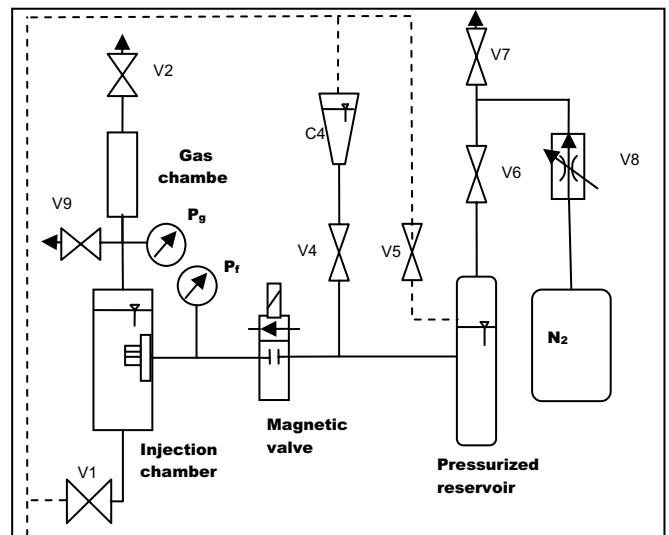 V2
V7
C4
Gas
chambe
V6
V8
V9
Pg
V4
V5
Pf
N2
Magnetic
valve
Injection
chamber
Pressurized
reservoir
V1